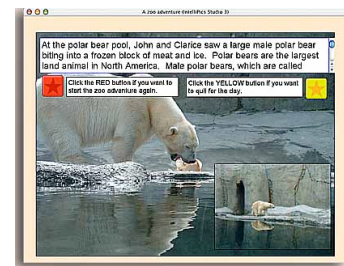 A zoo adventure (IntelliPics Studio 3)
At the polar bear pool, John and Clarice saw a large male polar bear
biting into a frozen block of meat and ice. Polar bears are the largest
land animal in North America. Male polar bears, which are called
Click the RED button if you want to
start the zoo adventure again.
Click the YELLOW button if you want
to quit for the day.